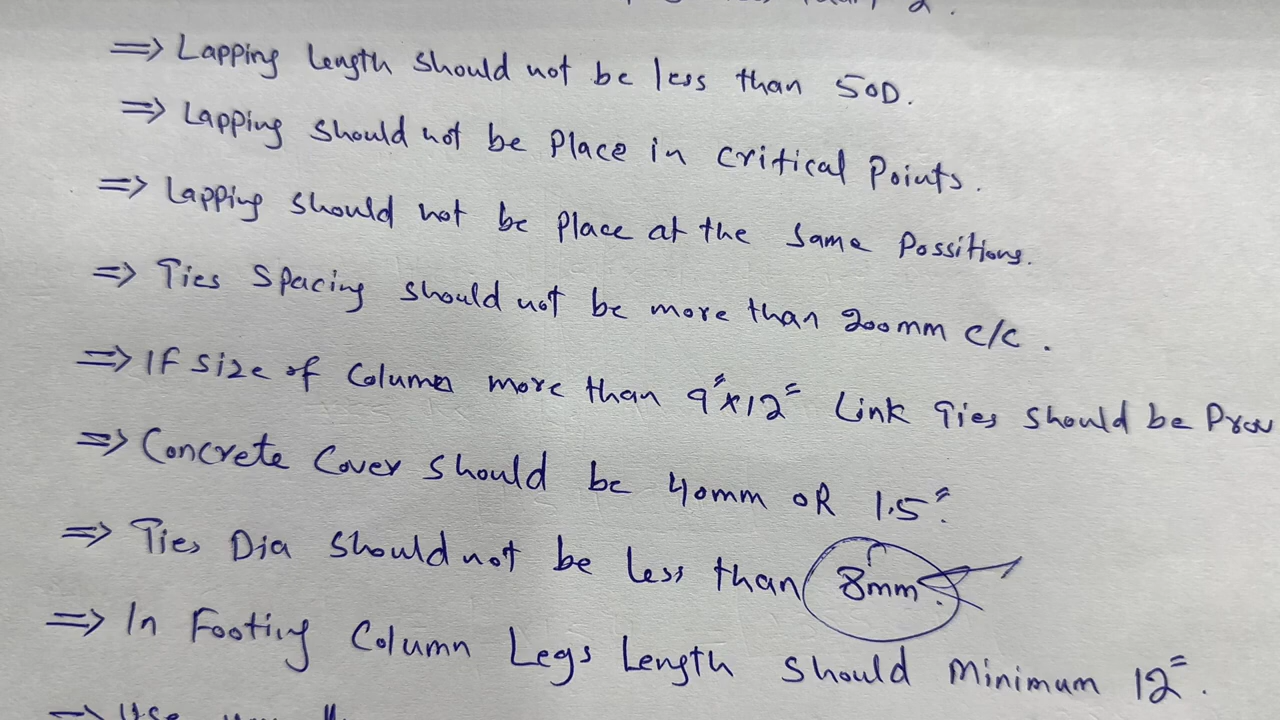 2.
⇒ Lapping Length should not be less than 50D.
⇒ Lapping should not be Place in critical Points.
⇒ Lapping should not be Place at the same Possitions.
⇒ Ties Spacing should not be more than 200mm c/c.
⇒ IF size of Column more than 9"x12" Link Ties should be Prov
⇒ Concrete Cover should be 40mm OR 1.5".
⇒ Ties Dia should not be less than 8mm.
⇒ In Footing Column Legs Length should Minimum 12".
⇒ Use